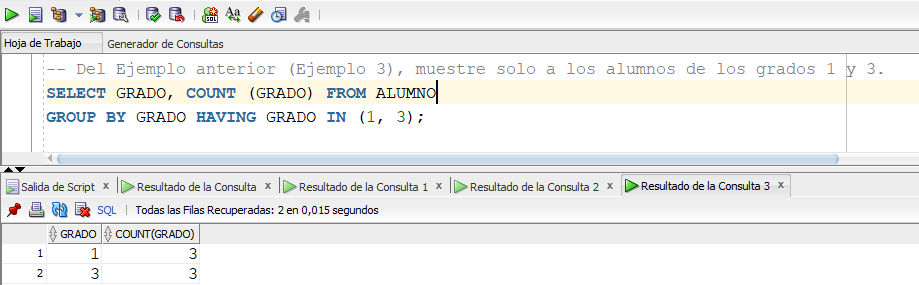 SQL
Aa
Hoja de Trabajo Generador de Consultas
-- Del Ejemplo anterior (Ejemplo 3), muestre solo a los alumnos de los grados 1 y 3.
SELECT GRADO, COUNT (GRADO) FROM ALUMNO
GROUP BY GRADO HAVING GRADO IN (1, 3);
Salida de Script x Resultado de la Consulta x Resultado de la Consulta 1 x Resultado de la Consulta 2 x Resultado de la Consulta 3 x
SQL | Todas las Filas Recuperadas: 2 en 0,015 segundos
GRADO COUNT(GRADO)
1 1 3
2 3 3